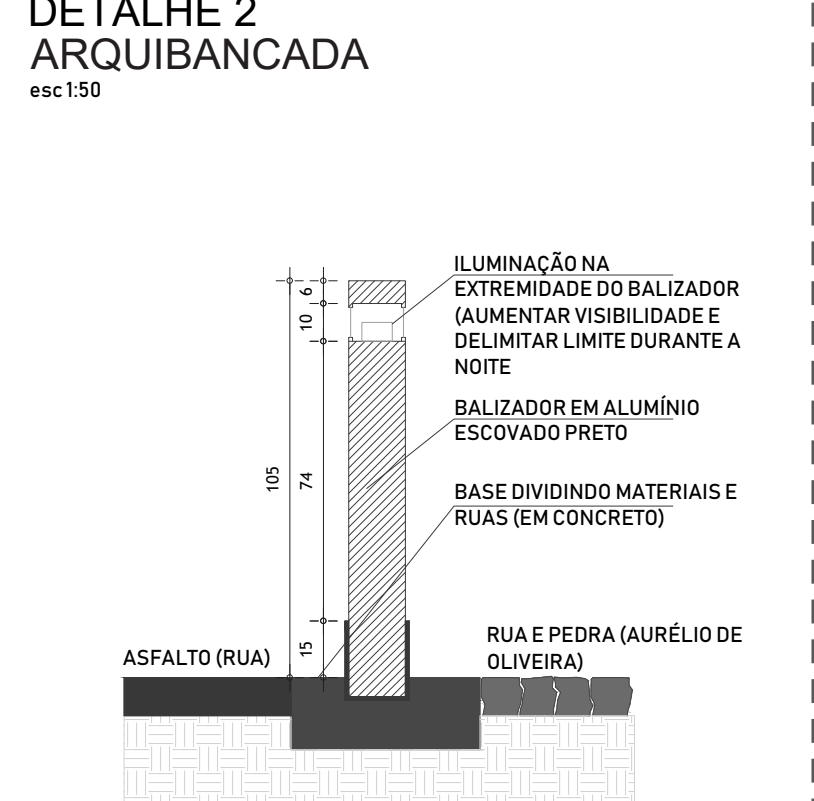 DETALHE 2
ARQUIBANCADA
esc 1:50
ILUMINAÇÃO NA
EXTREMIDADE DO BALIZADOR
(AUMENTAR VISIBILIDADE E
DELIMITAR LIMITE DURANTE A
NOITE
6
10
BALIZADOR EM ALUMÍNIO
ESCOVADO PRETO
105
74
BASE DIVIDINDO MATERIAIS E
RUAS (EM CONCRETO)
15
ASFALTO (RUA)
RUA E PEDRA (AURÉLIO DE
OLIVEIRA)